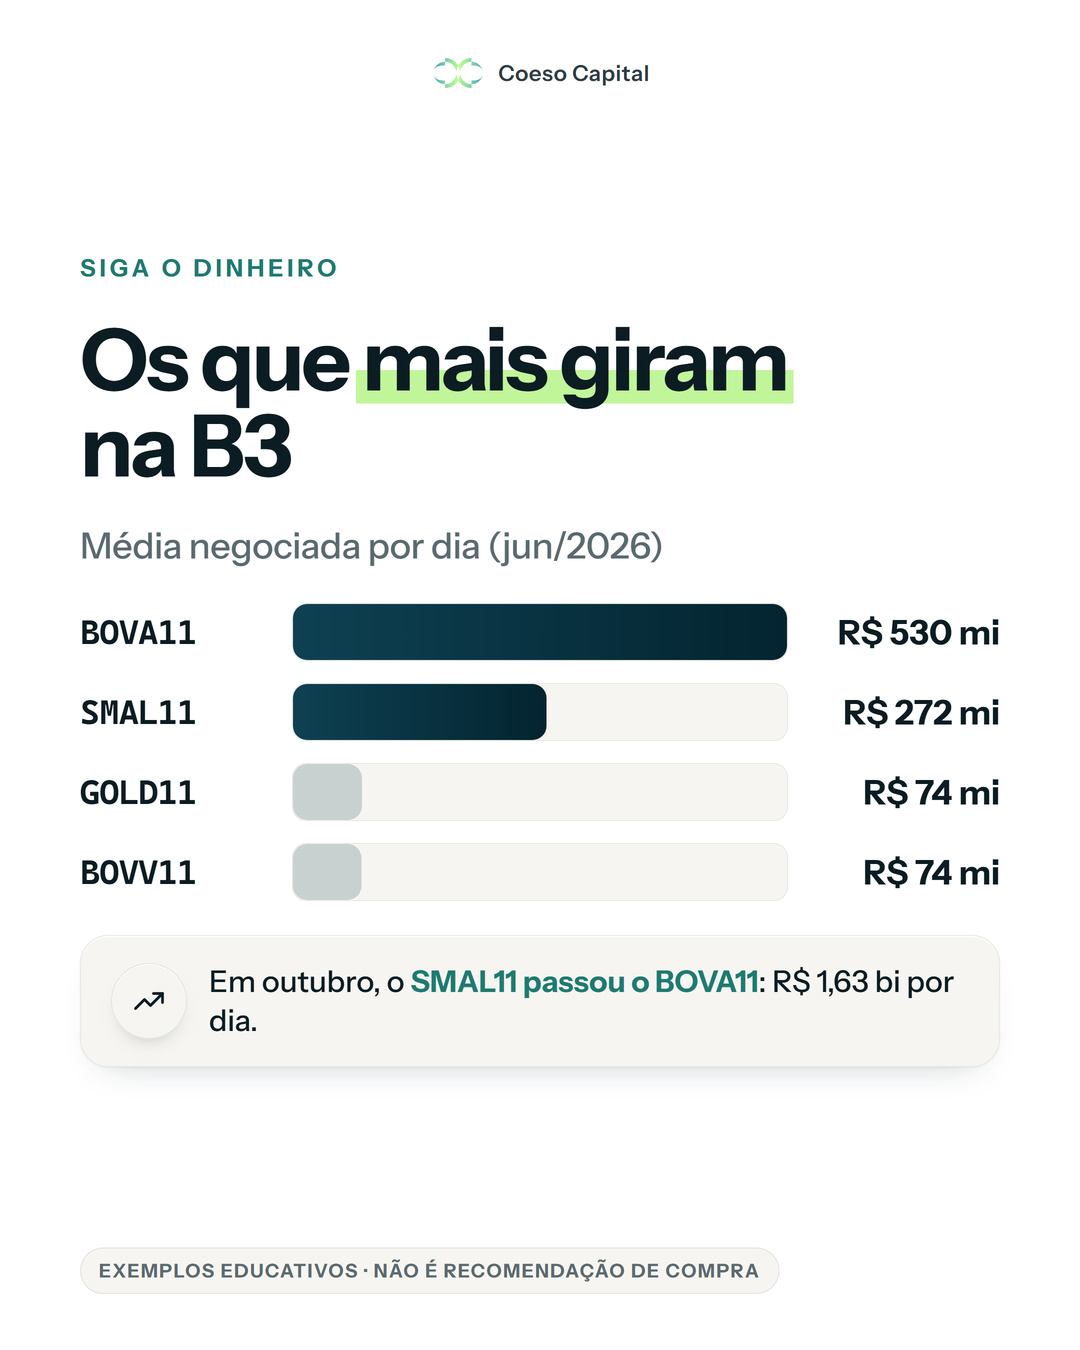 Coeso Capital
SIGA O DINHEIRO
Os que mais giram
na B3
Média negociada por dia (jun/2026)
BOVA11 R$ 530 mi
SMAL11 R$ 272 mi
GOLD11 R$ 74 mi
BOVV11 R$ 74 mi
Em outubro, o SMAL11 passou o BOVA11: R$ 1,63 bi por
dia.
EXEMPLOS EDUCATIVOS · NÃO É RECOMENDAÇÃO DE COMPRA